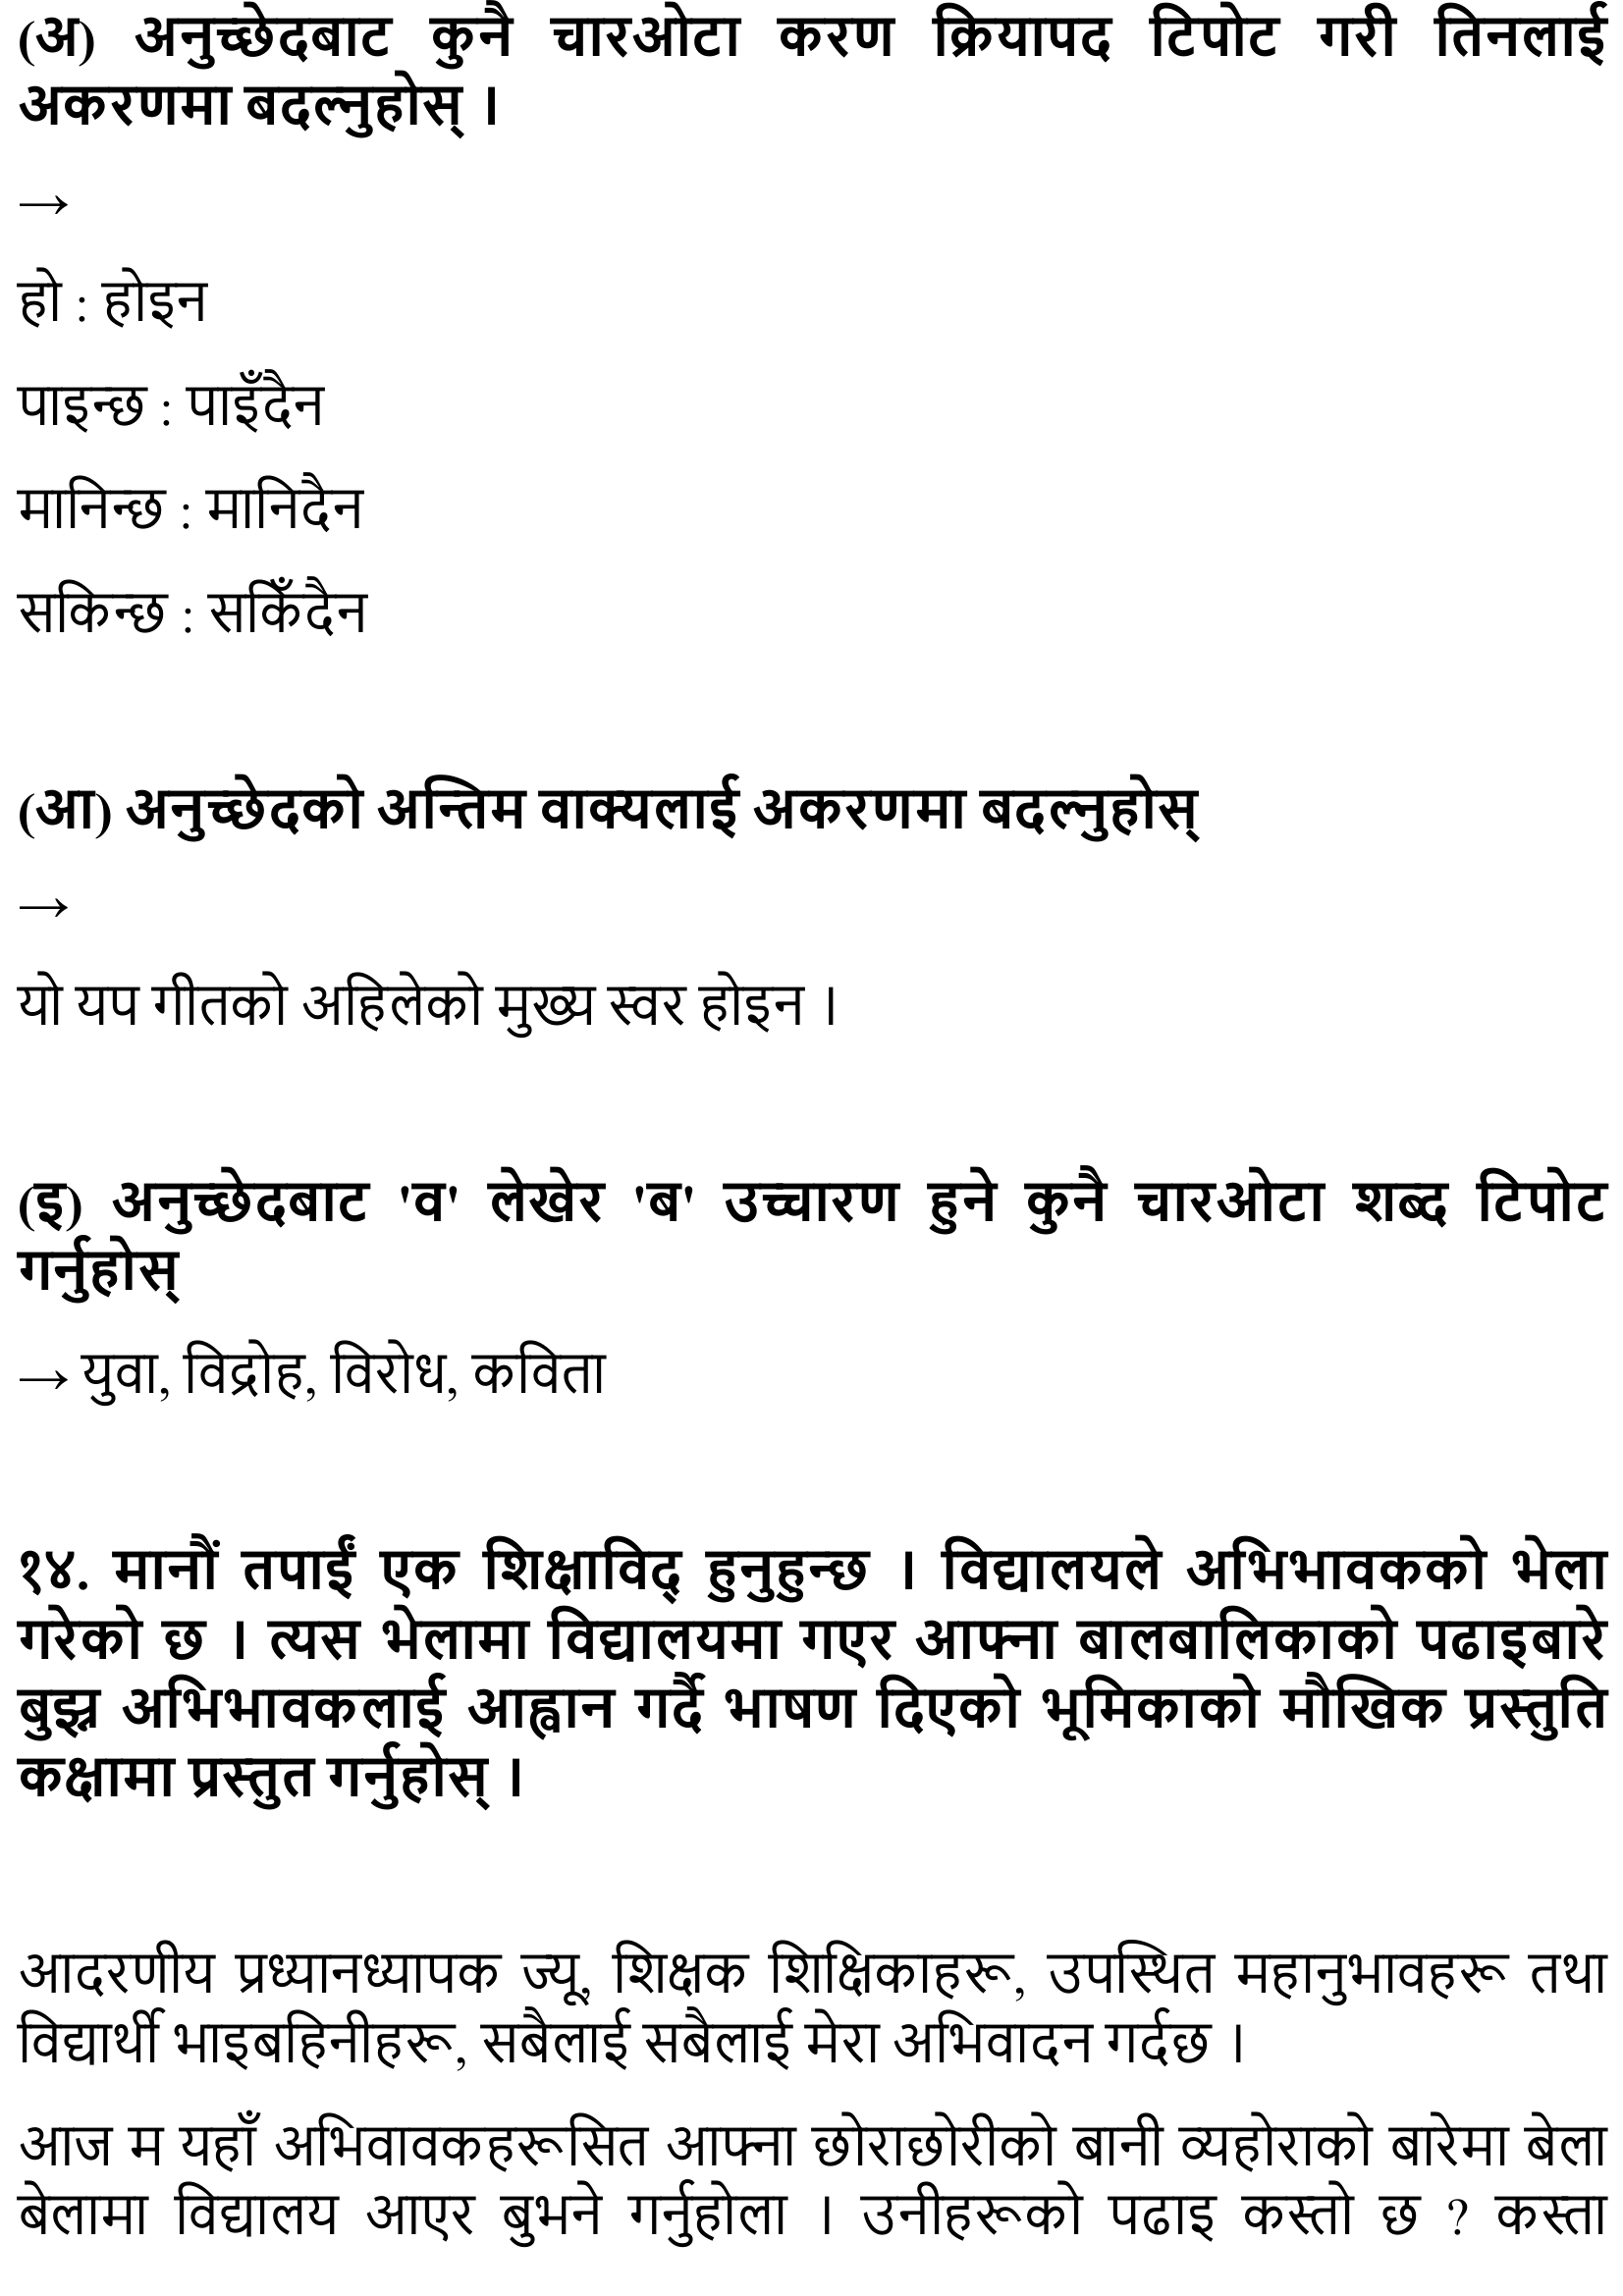 (अ) अनुच्छेदबाट कुनै चारओटा करण क्रियापद टिपोट गरी तिनलाई
अकरणमा बदल्नुहोस् ।
→
हो : होइन
पाइन्छ : पाइँदैन
मानिन्छ : मानिदैन
सकिन्छ : सकिँदैन
(आ) अनुच्छेदको अन्तिम वाक्यलाई अकरणमा बदल्नुहोस्
→
यो यप गीतको अहिलेको मुख्य स्वर होइन ।
(इ) अनुच्छेदबाट 'व' लेखेर 'ब' उच्चारण हुने कुनै चारओटा शब्द टिपोट
गर्नुहोस्
→ युवा, विद्रोह, विरोध, कविता
१४. मानौं तपाईं एक शिक्षाविद् हुनुहुन्छ । विद्यालयले अभिभावकको भेला
गरेको छ । त्यस भेलामा विद्यालयमा गएर आफ्ना बालबालिकाको पढाइबारे
बुझ्न अभिभावकलाई आह्वान गर्दै भाषण दिएको भूमिकाको मौखिक प्रस्तुति
कक्षामा प्रस्तुत गर्नुहोस् ।
आदरणीय प्रध्यानध्यापक ज्यू, शिक्षक शिक्षिकाहरू, उपस्थित महानुभावहरू तथा
विद्यार्थी भाइबहिनीहरू, सबैलाई सबैलाई मेरा अभिवादन गर्दछ ।
आज म यहाँ अभिवावकहरूसित आफ्ना छोराछोरीको बानी व्यहोराको बारेमा बेला
बेलामा विद्यालय आएर बुभने गर्नुहोला । उनीहरूको पढाइ कस्तो छ ? कस्ता